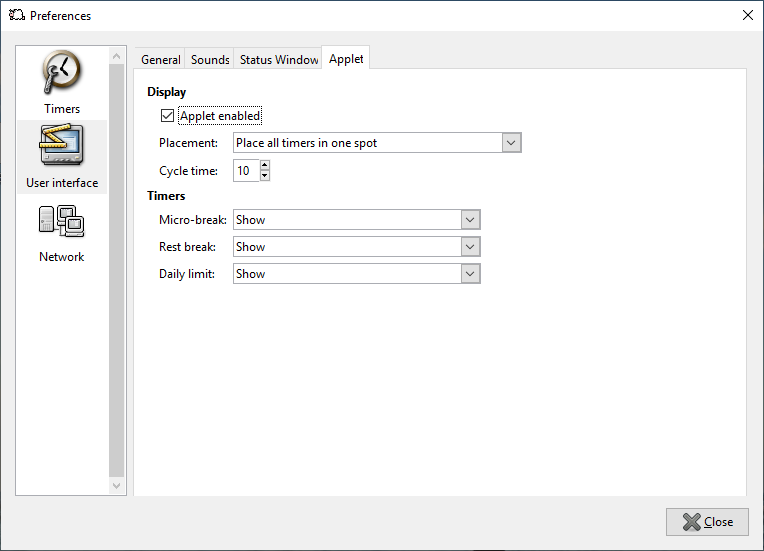 Preferences
Timers
User interface
Network
General Sounds Status Window Applet
Display
Applet enabled
Placement: Place all timers in one spot
Cycle time: 10
Timers
Micro-break: Show
Rest break: Show
Daily limit: Show
Close